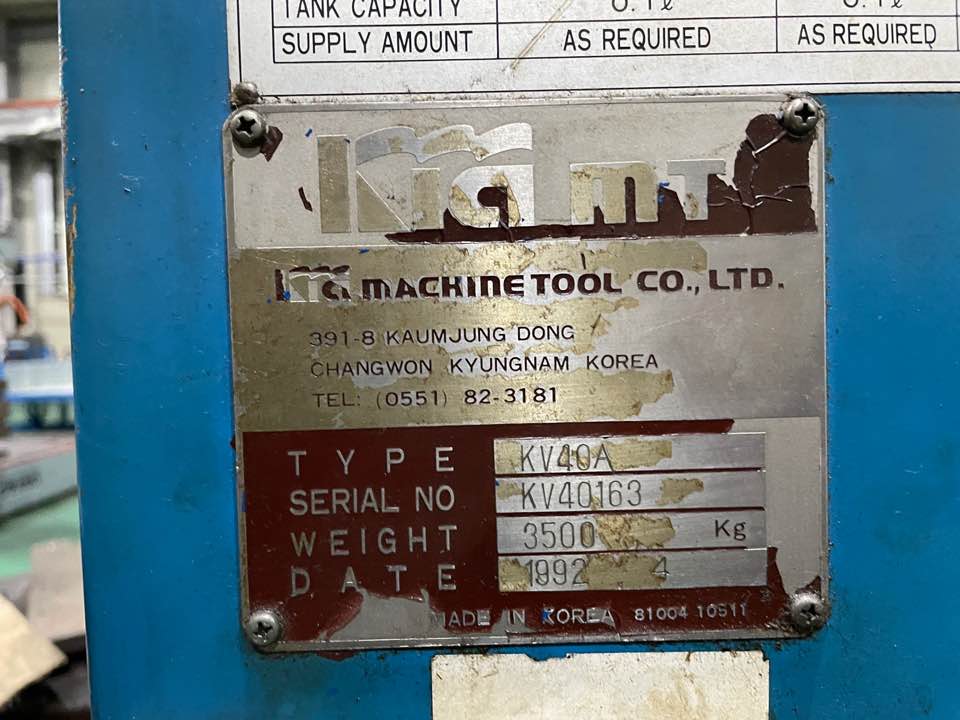 TANK CAPACITY
SUPPLY AMOUNT AS REQUIRED AS REQUIRED
Kia MT
Kia MACHINE TOOL CO., LTD.
391-8 KAUMJUNG DONG
CHANGWON KYUNGNAM KOREA
TEL: (0551) 82-3181
TYPE KV40A
SERIAL NO KV40163
WEIGHT 3500 Kg
DATE 1992 4
MADE IN KOREA 81004 10511